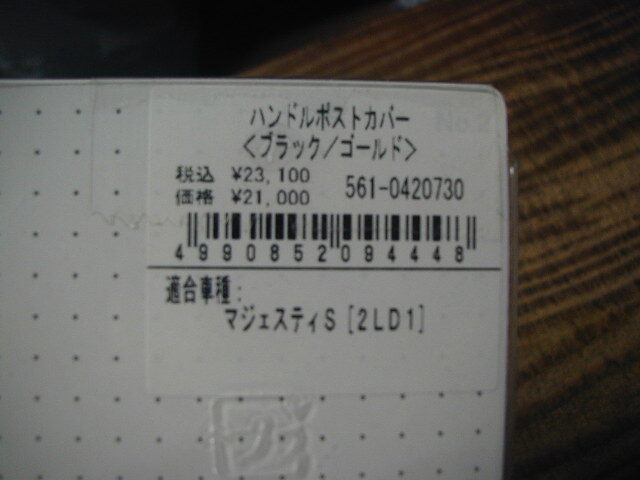 ハンドルポストカバー
<ブラック/ゴールド>
税込 ¥23,100
価格 ¥21,000
561-0420730
4990852094448
適合車種:
マジェスティS [2LD1]